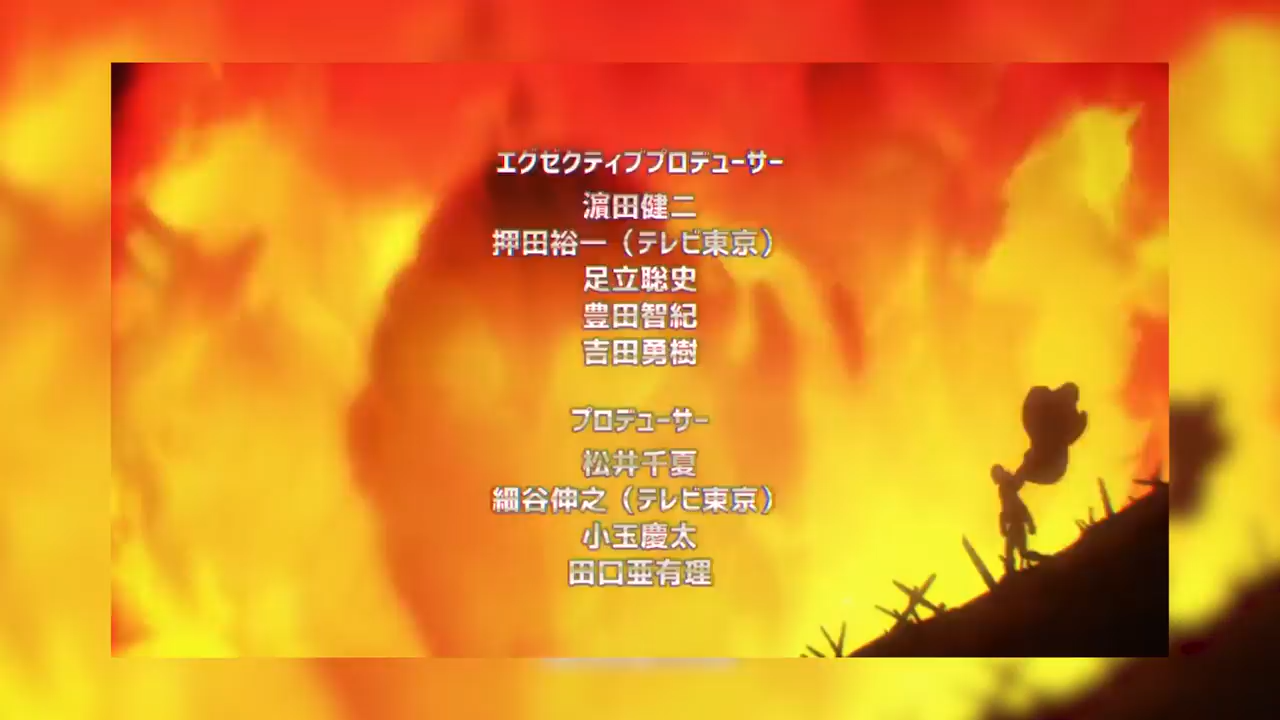 エグゼクティブプロデューサー
濵田健二
押田裕一（テレビ東京）
足立聡史
豊田智紀
吉田勇樹
プロデューサー
松井千夏
細谷伸之（テレビ東京）
小玉慶太
田口亜有理